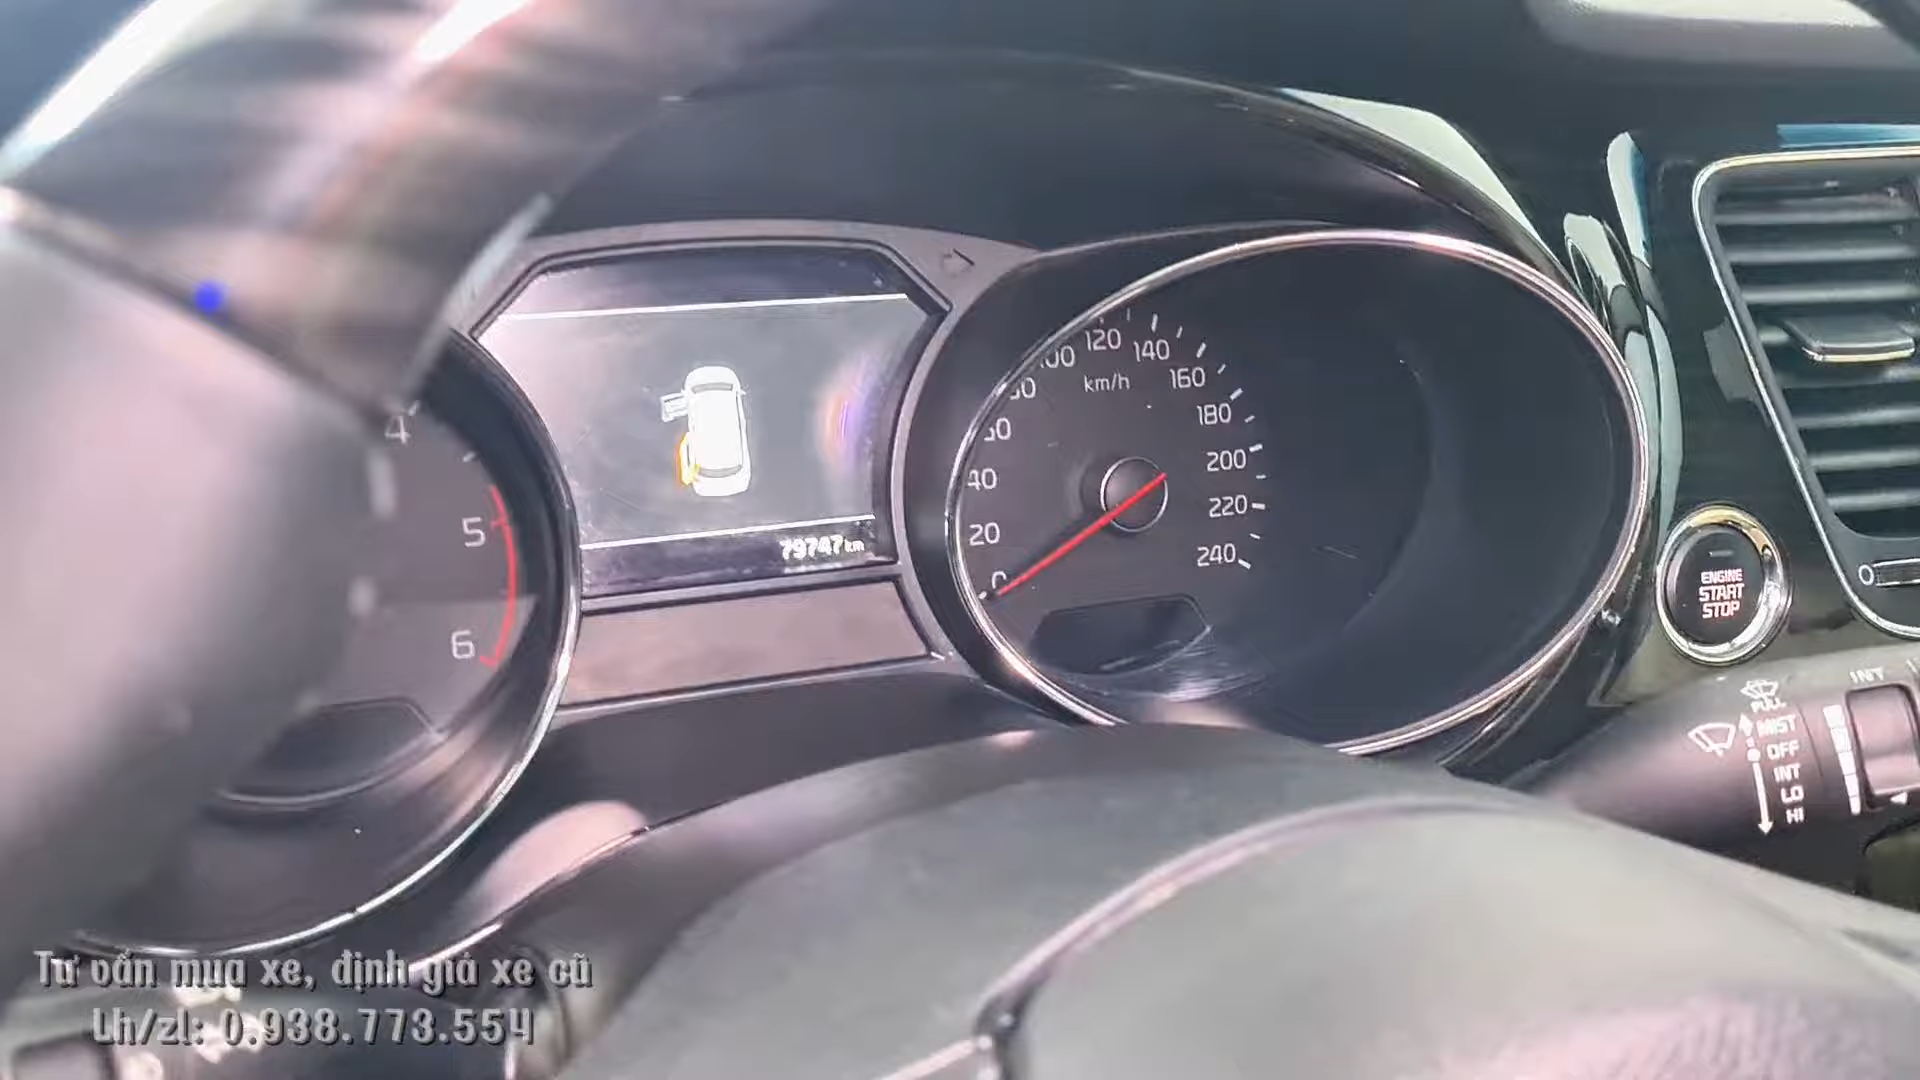 120
140
km/h
160
180
200
220
240
40
20
0
4
5
6
79747 km
ENGINE
START
STOP
INT
PULL
MIST
OFF
INT
LO
HI
Tư vấn mua xe, định giá xe cũ
Lh/zl: 0.938.773.554